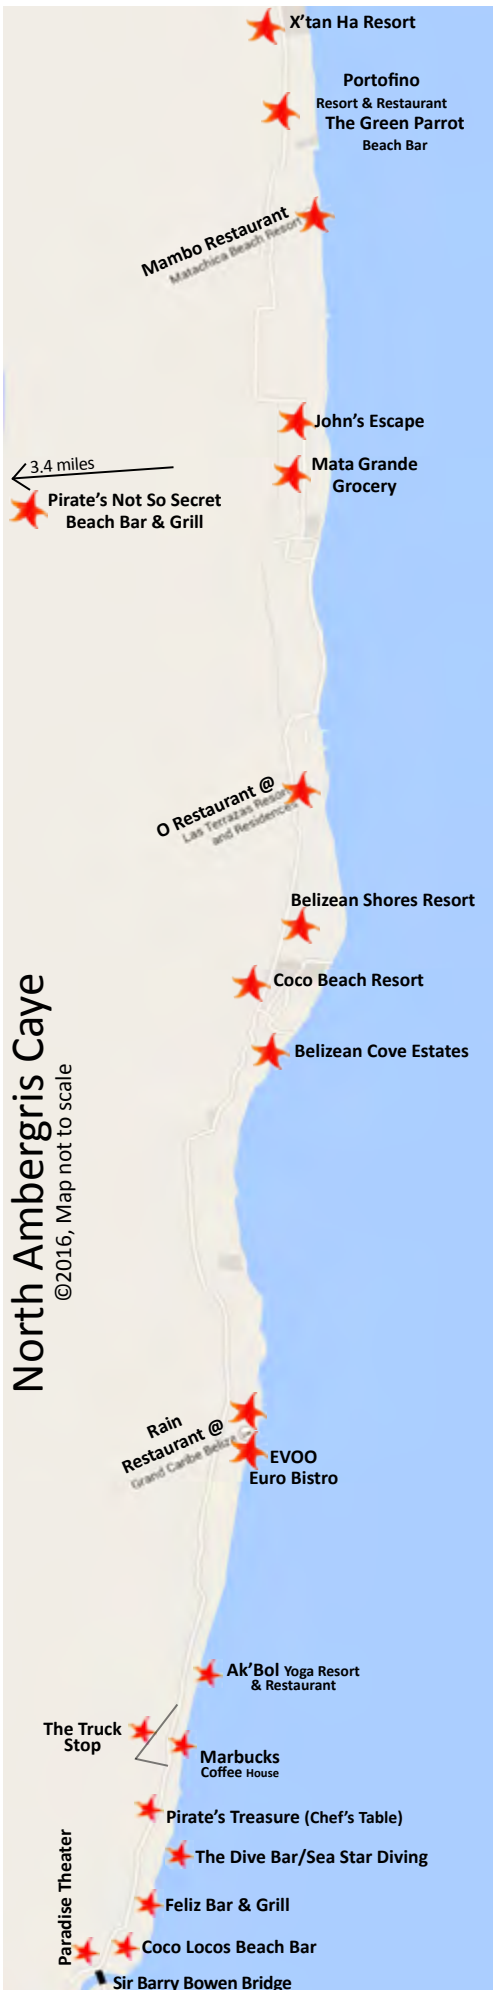 X'tan Ha Resort
Portofino
Resort & Restaurant
The Green Parrot
Beach Bar
Mambo Restaurant
Matachica Beach Resort
John's Escape
3.4 miles
Mata Grande
Grocery
Pirate's Not So Secret
Beach Bar & Grill
O Restaurant @
Las Terrazas Resort
and Residences
Belizean Shores Resort
Coco Beach Resort
Belizean Cove Estates
North Ambergris Caye
©2016, Map not to scale
Rain
Restaurant @
Grand Caribe Belize
EVOO
Euro Bistro
Ak'Bol Yoga Resort
& Restaurant
The Truck
Stop
Marbucks
Coffee House
Pirate's Treasure (Chef's Table)
The Dive Bar/Sea Star Diving
Feliz Bar & Grill
Paradise Theater
Coco Locos Beach Bar
Sir Barry Bowen Bridge